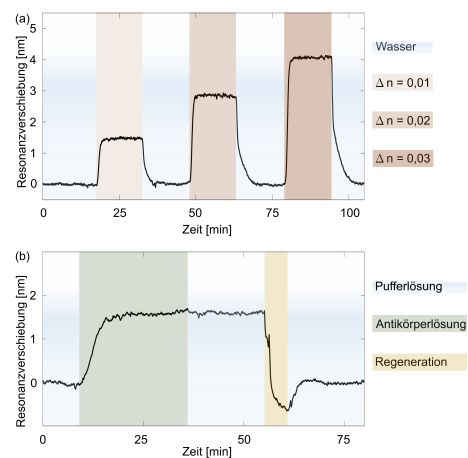 (a)
5
4
3
2
1
0
Resonanzverschiebung [nm]
0
25
50
75
100
Zeit [min]
Wasser
Δ n = 0,01
Δ n = 0,02
Δ n = 0,03
(b)
2
1
0
-1
Resonanzverschiebung [nm]
0
25
50
75
Zeit [min]
Pufferlösung
Antikörperlösung
Regeneration